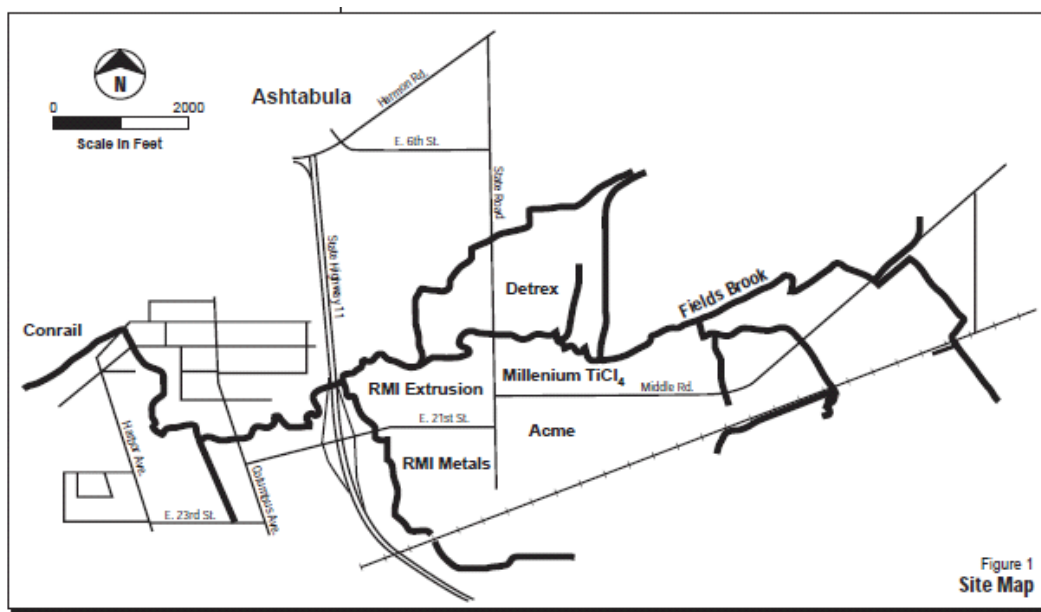 N
0 2000
Scale In Feet
Ashtabula
Harmon Rd.
E. 6th St.
State Road
State Highway 11
Detrex
Fields Brook
Conrail
RMI Extrusion
Millenium TiCl₄
Middle Rd.
E. 21st St.
Acme
RMI Metals
Harbor Ave.
Columbus Ave.
E. 23rd St.
Figure 1
Site Map